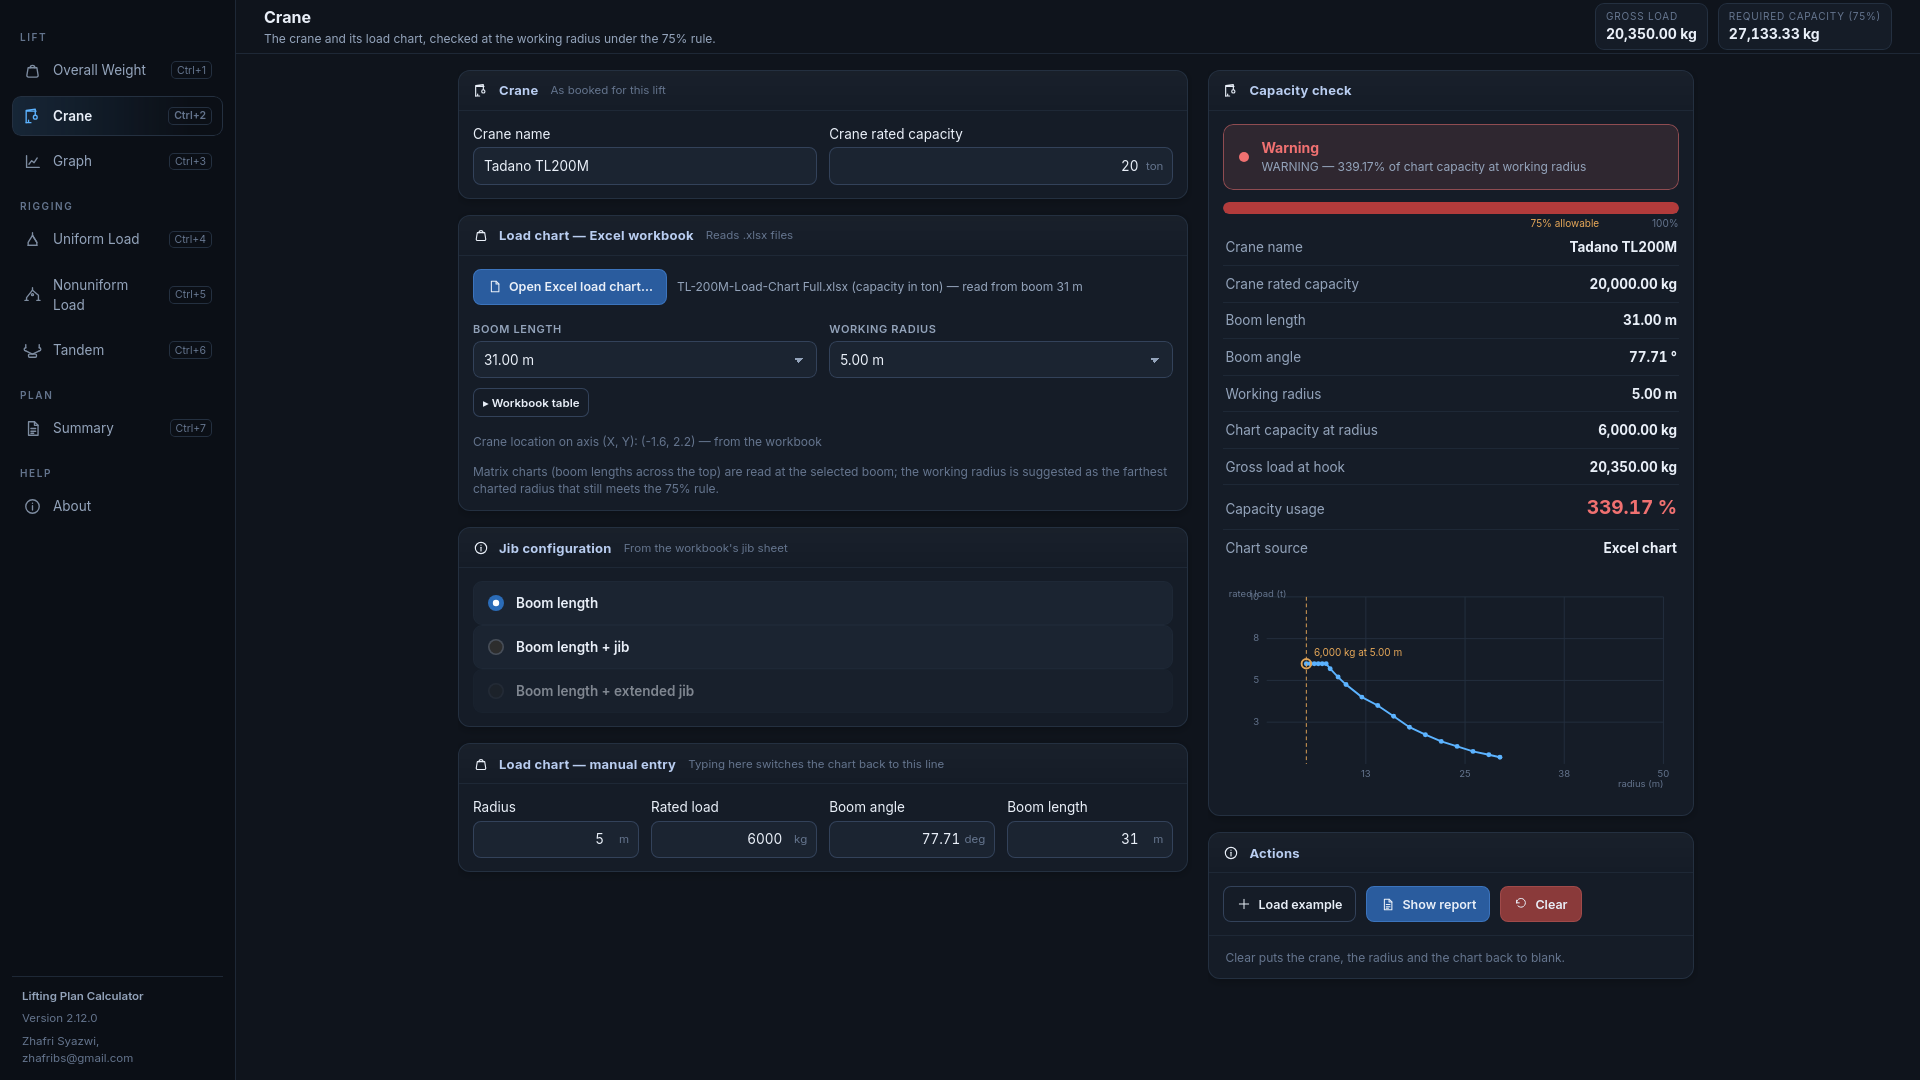 LIFT
Overall Weight Ctrl+1
Crane Ctrl+2
Graph Ctrl+3
RIGGING
Uniform Load Ctrl+4
Nonuniform
Load Ctrl+5
Tandem Ctrl+6
PLAN
Summary Ctrl+7
HELP
About
Lifting Plan Calculator
Version 2.12.0
Zhafri Syazwi,
zhafribs@gmail.com
Crane
The crane and its load chart, checked at the working radius under the 75% rule.
GROSS LOAD
20,350.00 kg
REQUIRED CAPACITY (75%)
27,133.33 kg
Crane As booked for this lift
Crane name
Tadano TL200M
Crane rated capacity
20 ton
Load chart — Excel workbook Reads .xlsx files
Open Excel load chart... TL-200M-Load-Chart Full.xlsx (capacity in ton) — read from boom 31 m
BOOM LENGTH
31.00 m
WORKING RADIUS
5.00 m
▸ Workbook table
Crane location on axis (X, Y): (-1.6, 2.2) — from the workbook
Matrix charts (boom lengths across the top) are read at the selected boom; the working radius is suggested as the farthest
charted radius that still meets the 75% rule.
Jib configuration From the workbook's jib sheet
Boom length
Boom length + jib
Boom length + extended jib
Load chart — manual entry Typing here switches the chart back to this line
Radius
5 m
Rated load
6000 kg
Boom angle
77.71 deg
Boom length
31 m
Capacity check
Warning
WARNING — 339.17% of chart capacity at working radius
75% allowable 100%
Crane name Tadano TL200M
Crane rated capacity 20,000.00 kg
Boom length 31.00 m
Boom angle 77.71 °
Working radius 5.00 m
Chart capacity at radius 6,000.00 kg
Gross load at hook 20,350.00 kg
Capacity usage 339.17 %
Chart source Excel chart
rated load (t)
10
8
6,000 kg at 5.00 m
5
3
13 25 38 50
radius (m)
Actions
Load example Show report Clear
Clear puts the crane, the radius and the chart back to blank.